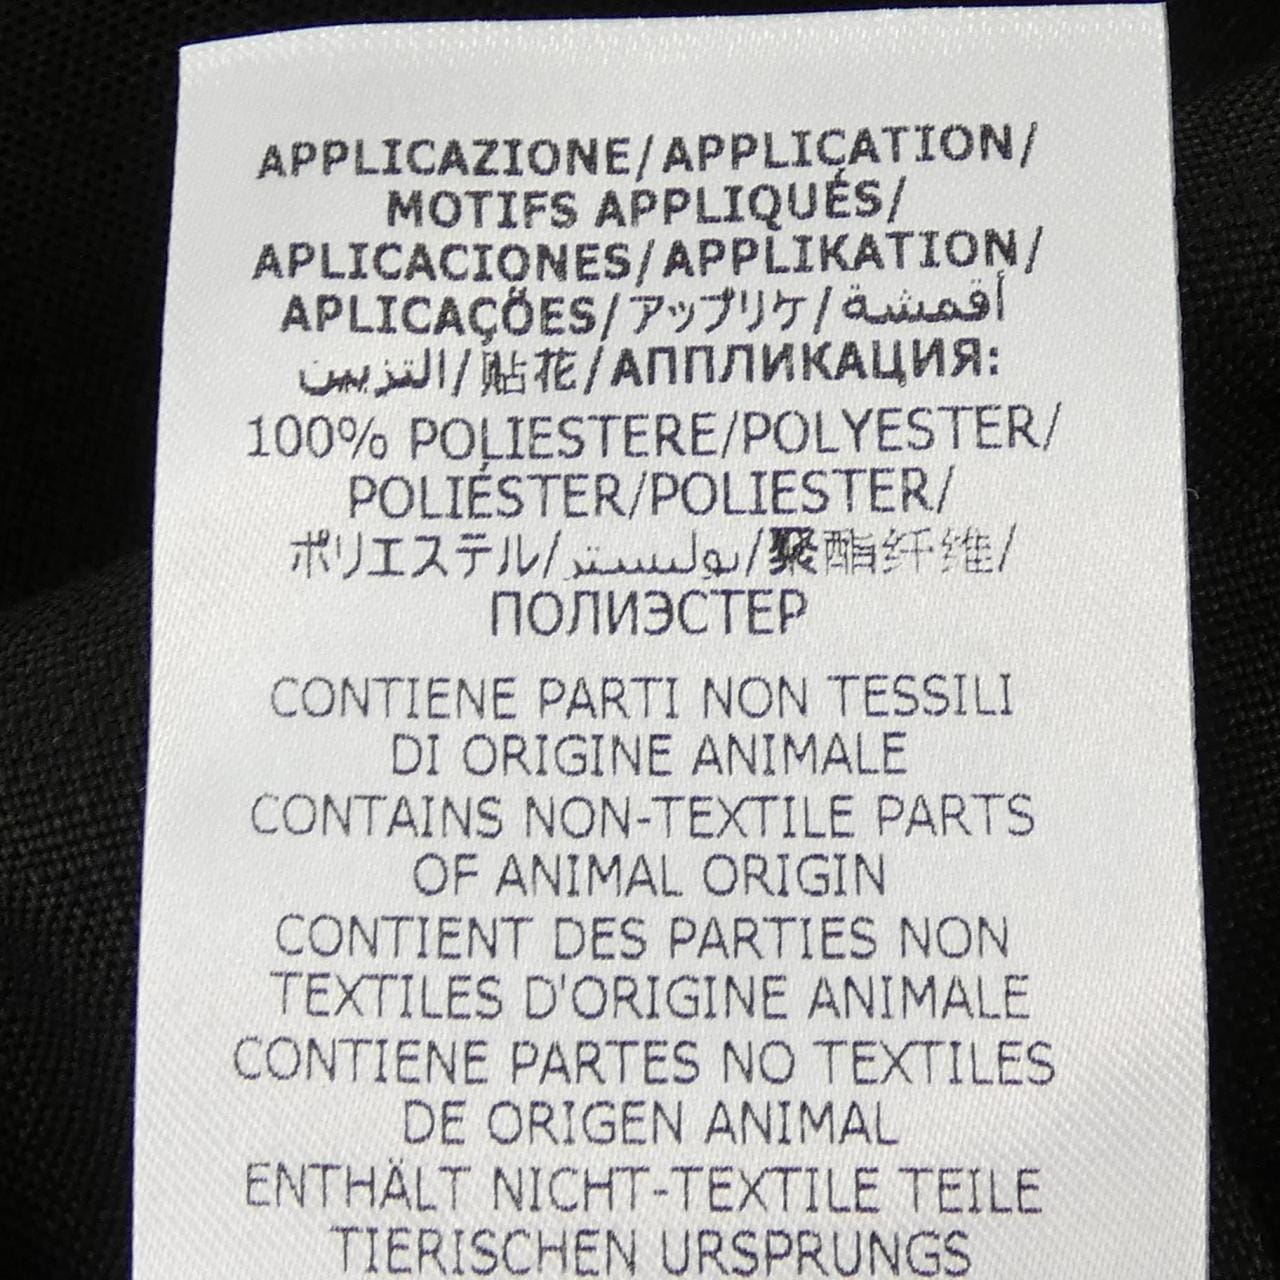 APPLICAZIONE/APPLICATION/
MOTIFS APPLIQUÉS/
APLICACIONES/APPLIKATION/
APLICAÇÖES/アップリケ/أقمشة
التزيين/贴花/АППЛИКАЦИЯ:
100% POLIESTERE/POLYESTER/
POLIÉSTER/POLIESTER/
ポリエステル/بوليستر/聚酯纤维/
ПОЛИЭСТЕР
CONTIENE PARTI NON TESSILI
DI ORIGINE ANIMALE
CONTAINS NON-TEXTILE PARTS
OF ANIMAL ORIGIN
CONTIENT DES PARTIES NON
TEXTILES D'ORIGINE ANIMALE
CONTIENE PARTES NO TEXTILES
DE ORIGEN ANIMAL
ENTHÄLT NICHT-TEXTILE TEILE
TIERISCHEN URSPRUNGS